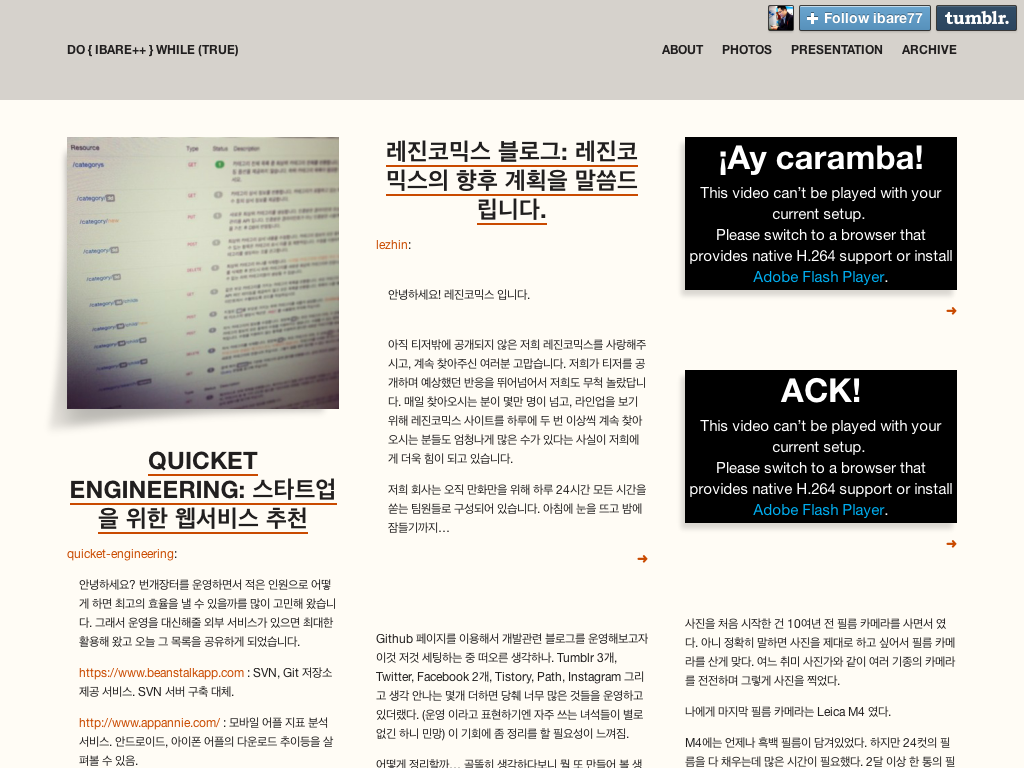 Follow ibare77
tumblr.
DO { IBARE++ } WHILE (TRUE)
ABOUT PHOTOS PRESENTATION ARCHIVE
Resource Type Status Description
/categorys GET
QUICKET
ENGINEERING: 스타트업
을 위한 웹서비스 추천
quicket-engineering:
안녕하세요? 번개장터를 운영하면서 적은 인원으로 어떻
게 하면 최고의 효율을 낼 수 있을까를 많이 고민해 왔습니
다. 그래서 운영을 대신해줄 외부 서비스가 있으면 최대한
활용해 왔고 오늘 그 목록을 공유하게 되었습니다.
https://www.beanstalkapp.com : SVN, Git 저장소
제공 서비스. SVN 서버 구축 대체.
http://www.appannie.com/ : 모바일 어플 지표 분석
서비스. 안드로이드, 아이폰 어플의 다운로드 추이등을 살
펴볼 수 있음.
레진코믹스 블로그: 레진코
믹스의 향후 계획을 말씀드
립니다.
lezhin:
안녕하세요! 레진코믹스 입니다.
아직 티저밖에 공개되지 않은 저희 레진코믹스를 사랑해주
시고, 계속 찾아주신 여러분 고맙습니다. 저희가 티저를 공
개하며 예상했던 반응을 뛰어넘어서 저희도 무척 놀랐답니
다. 매일 찾아오시는 분이 몇만 명이 넘고, 라인업을 보기
위해 레진코믹스 사이트를 하루에 두 번 이상씩 계속 찾아
오시는 분들도 엄청나게 많은 수가 있다는 사실이 저희에
게 더욱 힘이 되고 있습니다.
저희 회사는 오직 만화만을 위해 하루 24시간 모든 시간을
쏟는 팀원들로 구성되어 있습니다. 아침에 눈을 뜨고 밤에
잠들기까지…
➜
Github 페이지를 이용해서 개발관련 블로그를 운영해보고자
이것 저것 세팅하는 중 떠오른 생각하나. Tumblr 3개,
Twitter, Facebook 2개, Tistory, Path, Instagram 그리
고 생각 안나는 몇개 더하면 당췌 너무 많은 것들을 운영하고
있더랬다. (운영 이라고 표현하기엔 자주 쓰는 녀석들이 별로
없긴 하니 민망) 이 기회에 좀 정리를 할 필요성이 느껴짐.
어떻게 정리할까… 곰똘히 생각하다보니 뭘 또 만들어 볼 생
¡Ay caramba!
This video can't be played with your
current setup.
Please switch to a browser that
provides native H.264 support or install
Adobe Flash Player.
➜
ACK!
This video can't be played with your
current setup.
Please switch to a browser that
provides native H.264 support or install
Adobe Flash Player.
➜
사진을 처음 시작한 건 10여년 전 필름 카메라를 사면서 였
다. 아니 정확히 말하면 사진을 제대로 하고 싶어서 필름 카메
라를 산게 맞다. 여느 취미 사진가와 같이 여러 기종의 카메라
를 전전하며 그렇게 사진을 찍었다.
나에게 마지막 필름 카메라는 Leica M4 였다.
M4에는 언제나 흑백 필름이 담겨있었다. 하지만 24컷의 필
름을 다 채우는데 많은 시간이 필요했다. 2달 이상 한 통의 필